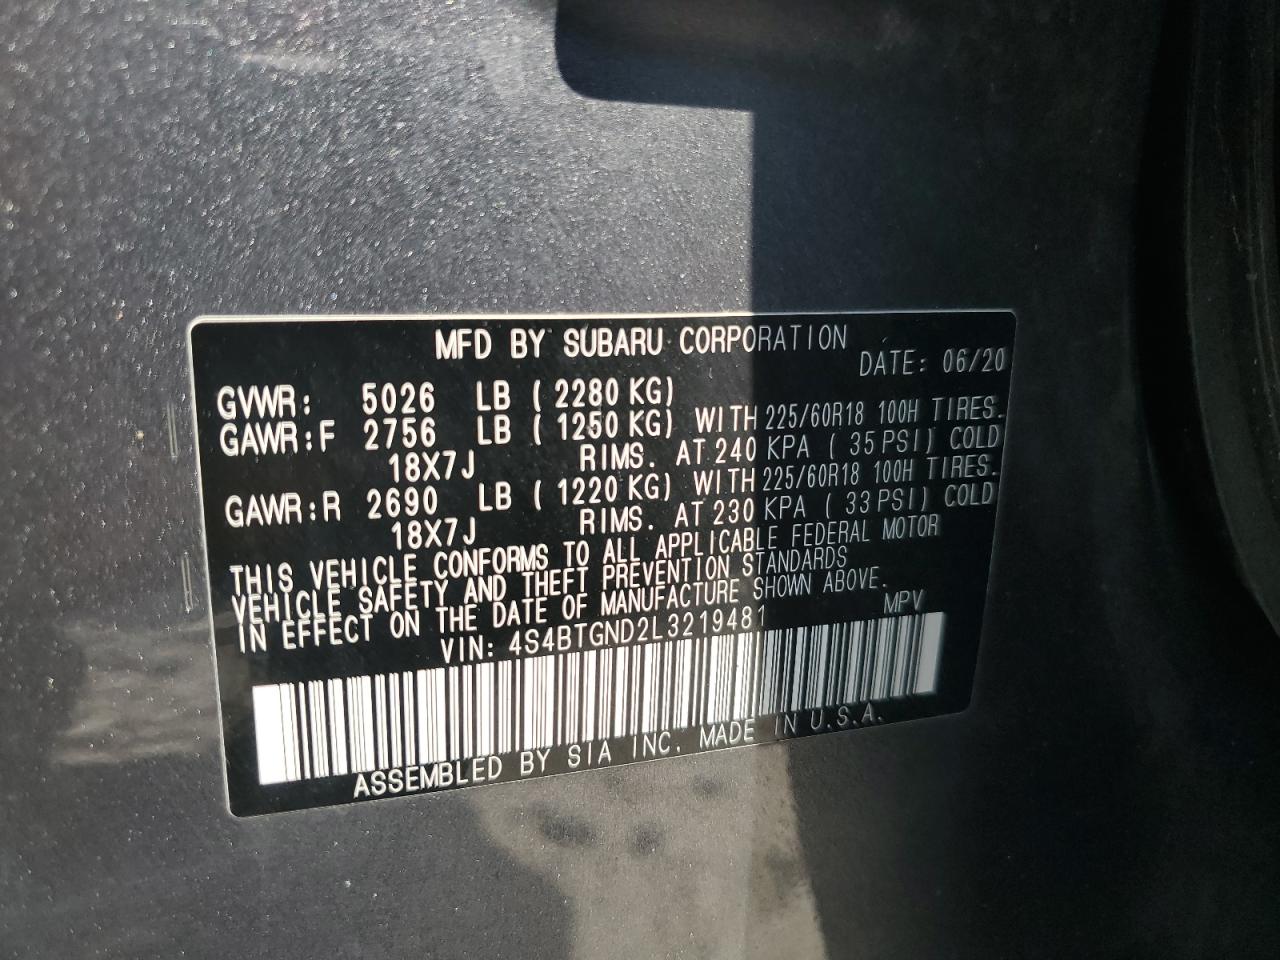 MFD BY SUBARU CORPORATION
DATE: 06/20
GVWR: 5026 LB ( 2280 KG)
GAWR:F 2756 LB ( 1250 KG) WITH 225/60R18 100H TIRES.
18X7J RIMS. AT 240 KPA ( 35 PSI) COLD
GAWR:R 2690 LB ( 1220 KG) WITH 225/60R18 100H TIRES.
18X7J RIMS. AT 230 KPA ( 33 PSI) COLD
THIS VEHICLE CONFORMS TO ALL APPLICABLE FEDERAL MOTOR
VEHICLE SAFETY AND THEFT PREVENTION STANDARDS
IN EFFECT ON THE DATE OF MANUFACTURE SHOWN ABOVE.
VIN: 4S4BTGND2L3219481 MPV
ASSEMBLED BY SIA INC. MADE IN U.S.A.